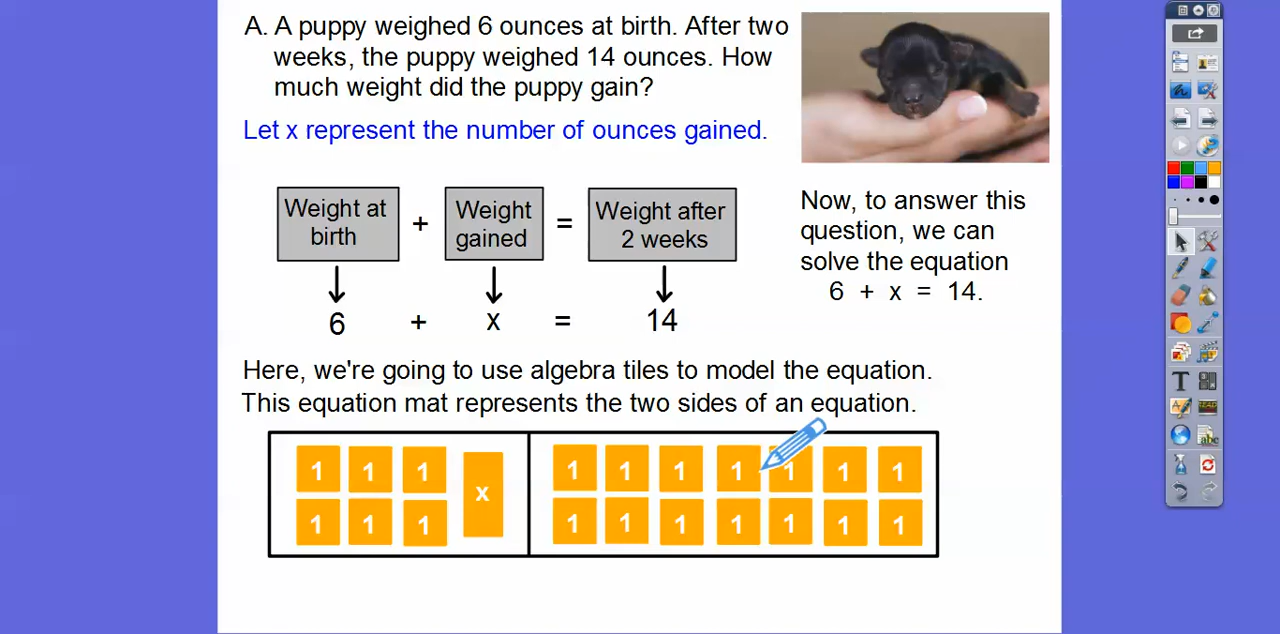 A. A puppy weighed 6 ounces at birth. After two
weeks, the puppy weighed 14 ounces. How
much weight did the puppy gain?
Let x represent the number of ounces gained.
Weight at
birth
+
Weight
gained
=
Weight after
2 weeks
6 + x = 14
Now, to answer this
question, we can
solve the equation
6 + x = 14.
Here, we're going to use algebra tiles to model the equation.
This equation mat represents the two sides of an equation.
1 1 1 x 1 1 1 1 1 1 1
1 1 1 1 1 1 1 1 1 1